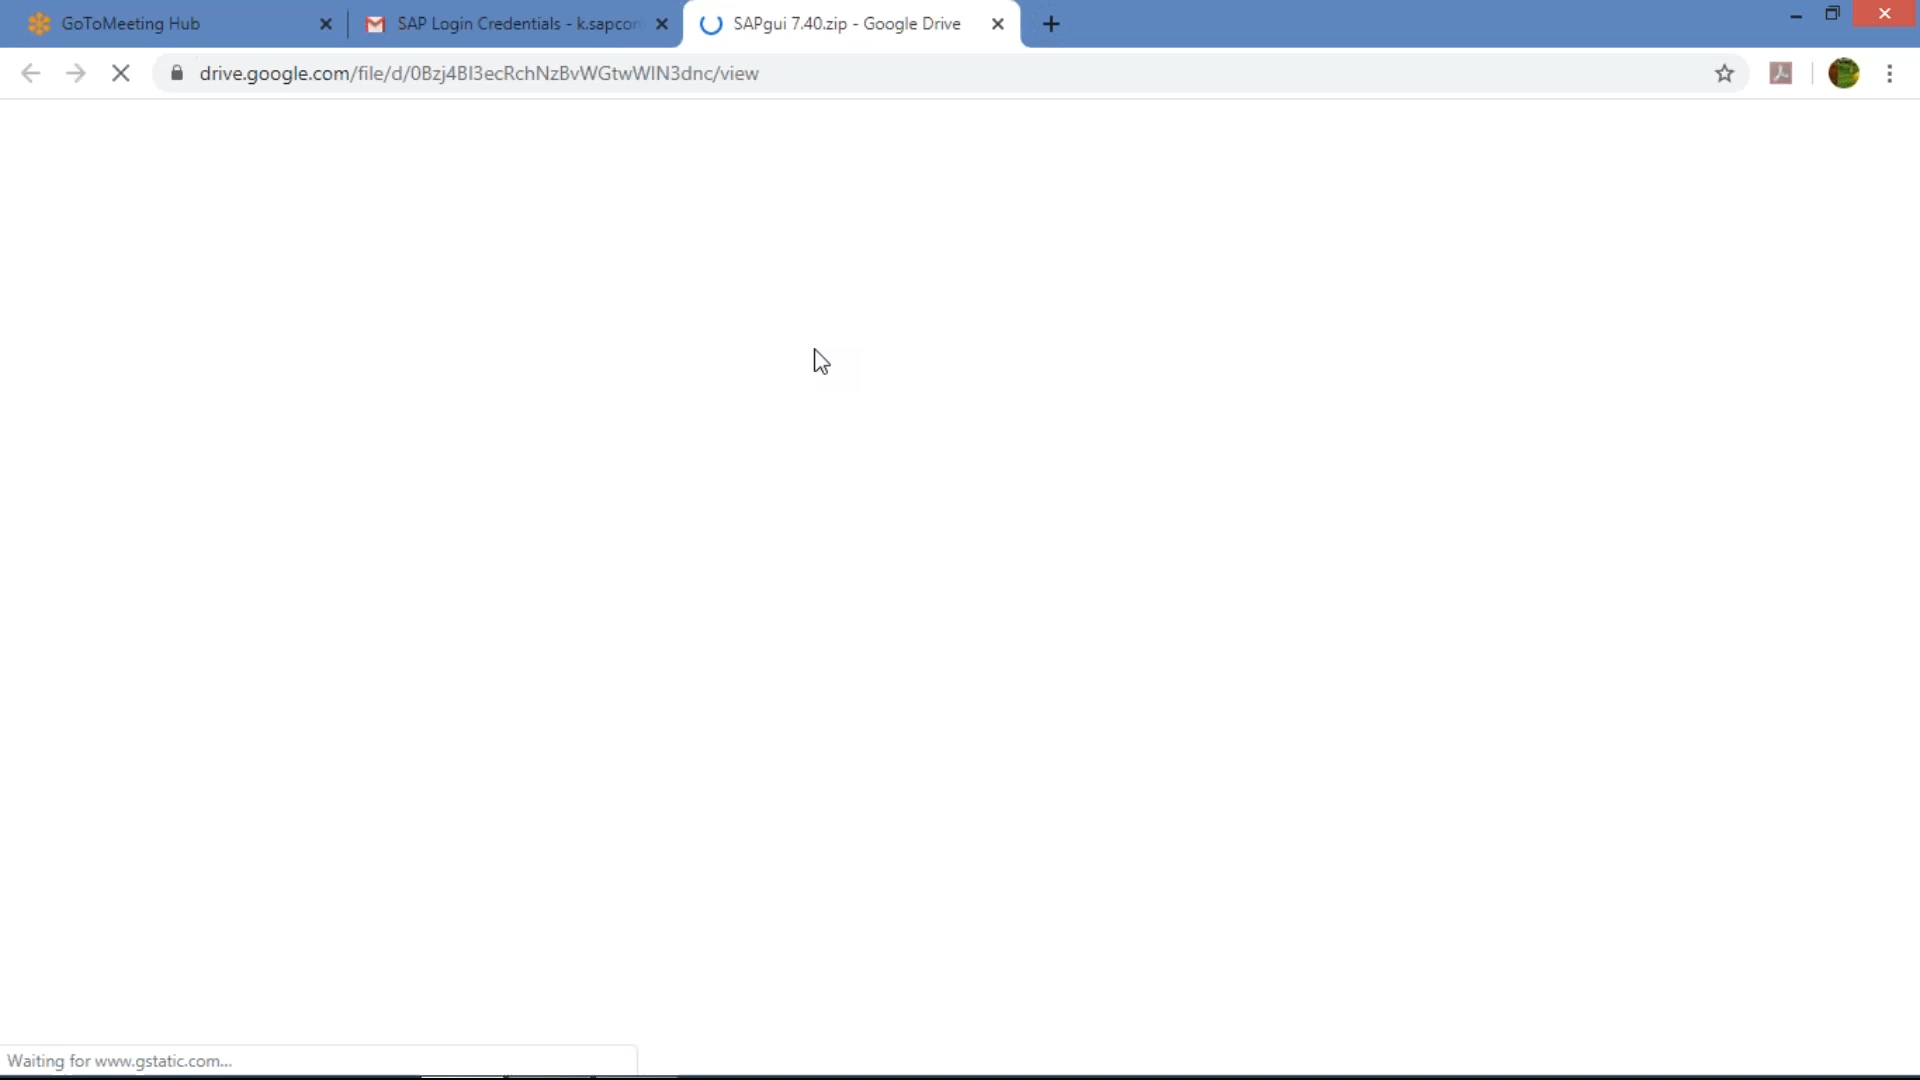 GoToMeeting Hub
SAP Login Credentials - k.sapcon
SAPgui 7.40.zip - Google Drive
drive.google.com/file/d/0Bzj4BI3ecRchNzBvWGtwWlN3dnc/view
Waiting for www.gstatic.com...